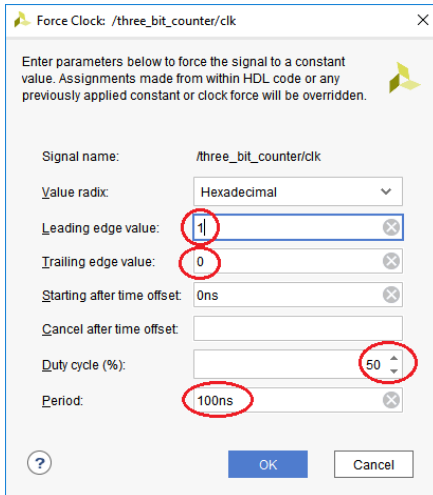 Force Clock: /three_bit_counter/clk
Enter parameters below to force the signal to a constant
value. Assignments made from within HDL code or any
previously applied constant or clock force will be overridden.
Signal name: /three_bit_counter/clk
Value radix: Hexadecimal
Leading edge value: 1
Trailing edge value: 0
Starting after time offset: 0ns
Cancel after time offset:
Duty cycle (%): 50
Period: 100ns
? OK Cancel